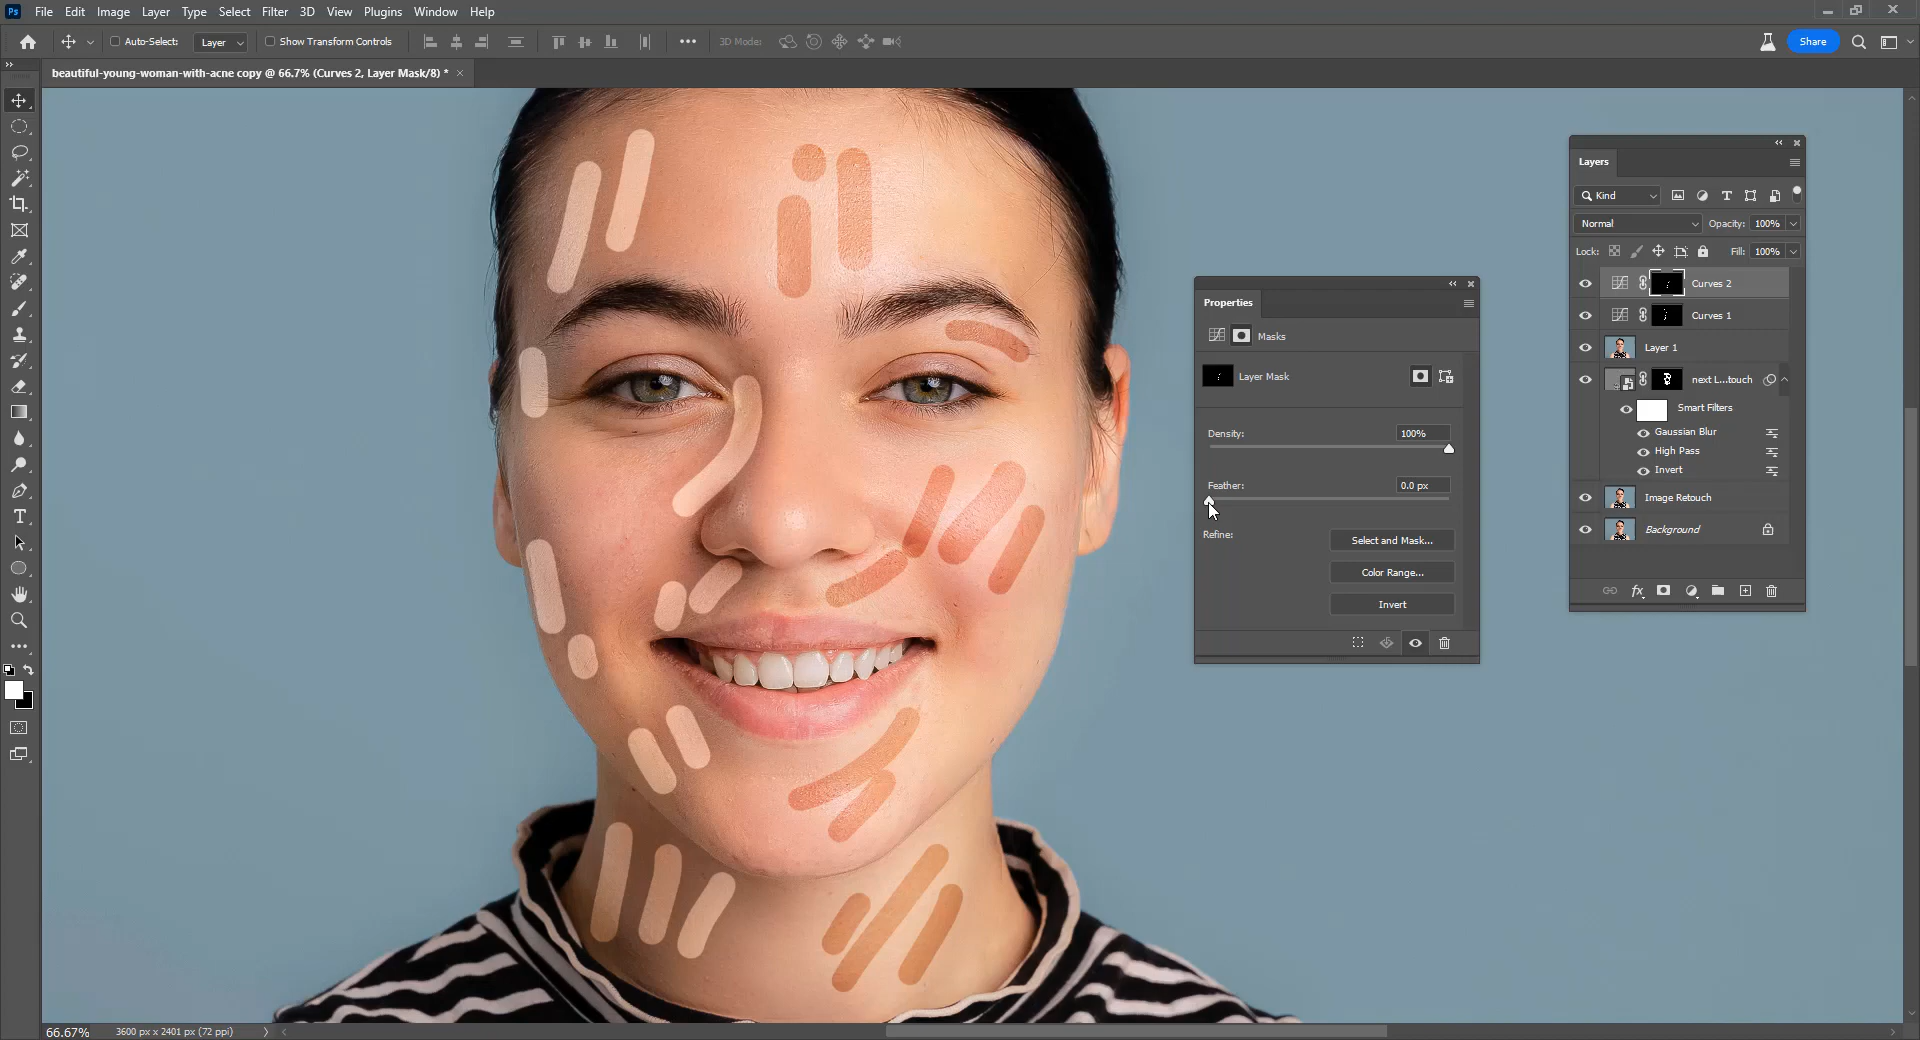 Ps File Edit Image Layer Type Select Filter 3D View Plugins Window Help
Auto-Select: Layer Show Transform Controls 3D Mode: Share
beautiful-young-woman-with-acne copy @ 66.7% (Curves 2, Layer Mask/8) *
Layers
Kind
Normal Opacity: 100%
Lock: Fill: 100%
Curves 2
Curves 1
Layer 1
next L...touch
Smart Filters
Gaussian Blur
High Pass
Invert
Image Retouch
Background
fx
Properties
Masks
Layer Mask
Density: 100%
Feather: 0.0 px
Refine: Select and Mask...
Color Range...
Invert
66.67% 3600 px x 2401 px (72 ppi)